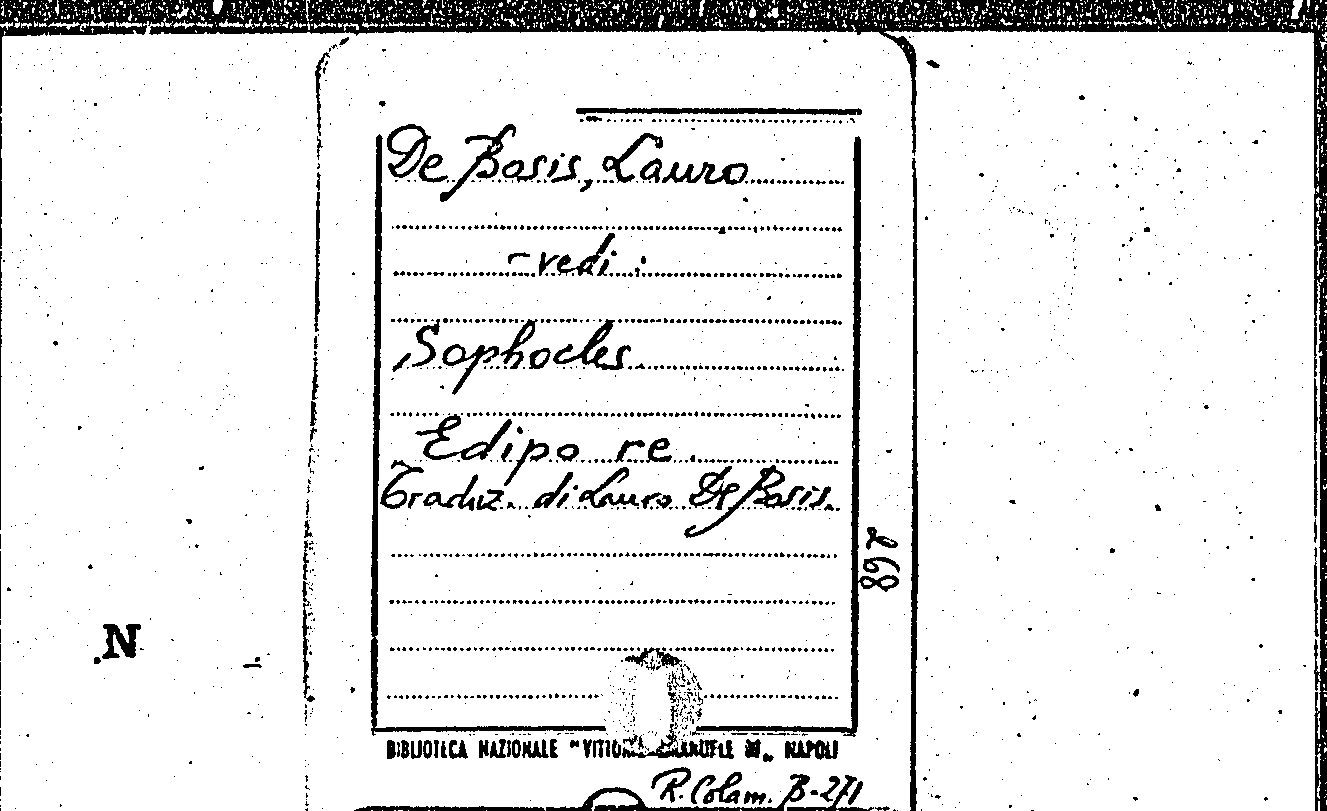 De Bosis, Lauro
- vedi :
Sophocles.
Edipo re.
Traduz. di Lauro De Bosis.
268
N
BIBLIOTECA NAZIONALE "VITTORIO EMANUELE III„ NAPOLI
R. Colam. B-271